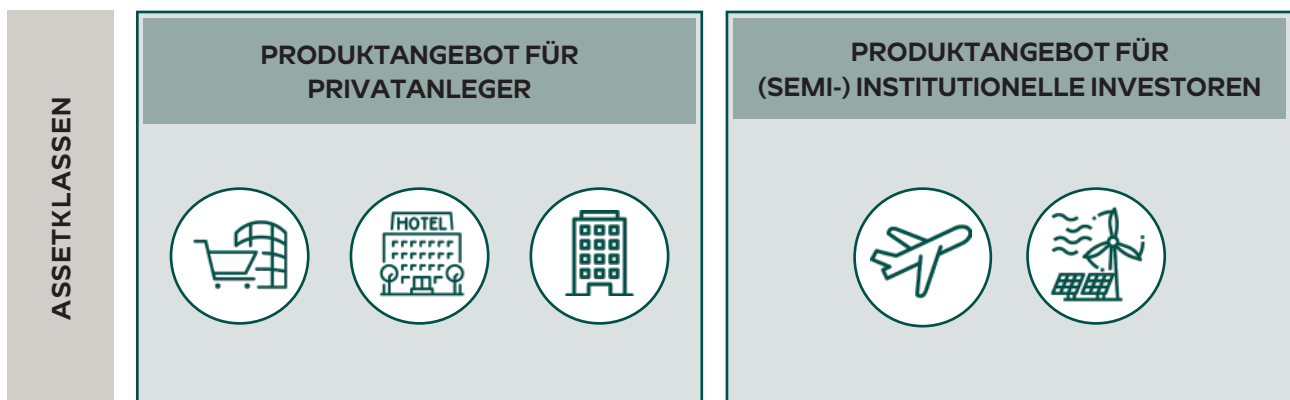 ASSETKLASSEN
PRODUKTANGEBOT FÜR
PRIVATANLEGER
HOTEL
PRODUKTANGEBOT FÜR
(SEMI-) INSTITUTIONELLE INVESTOREN